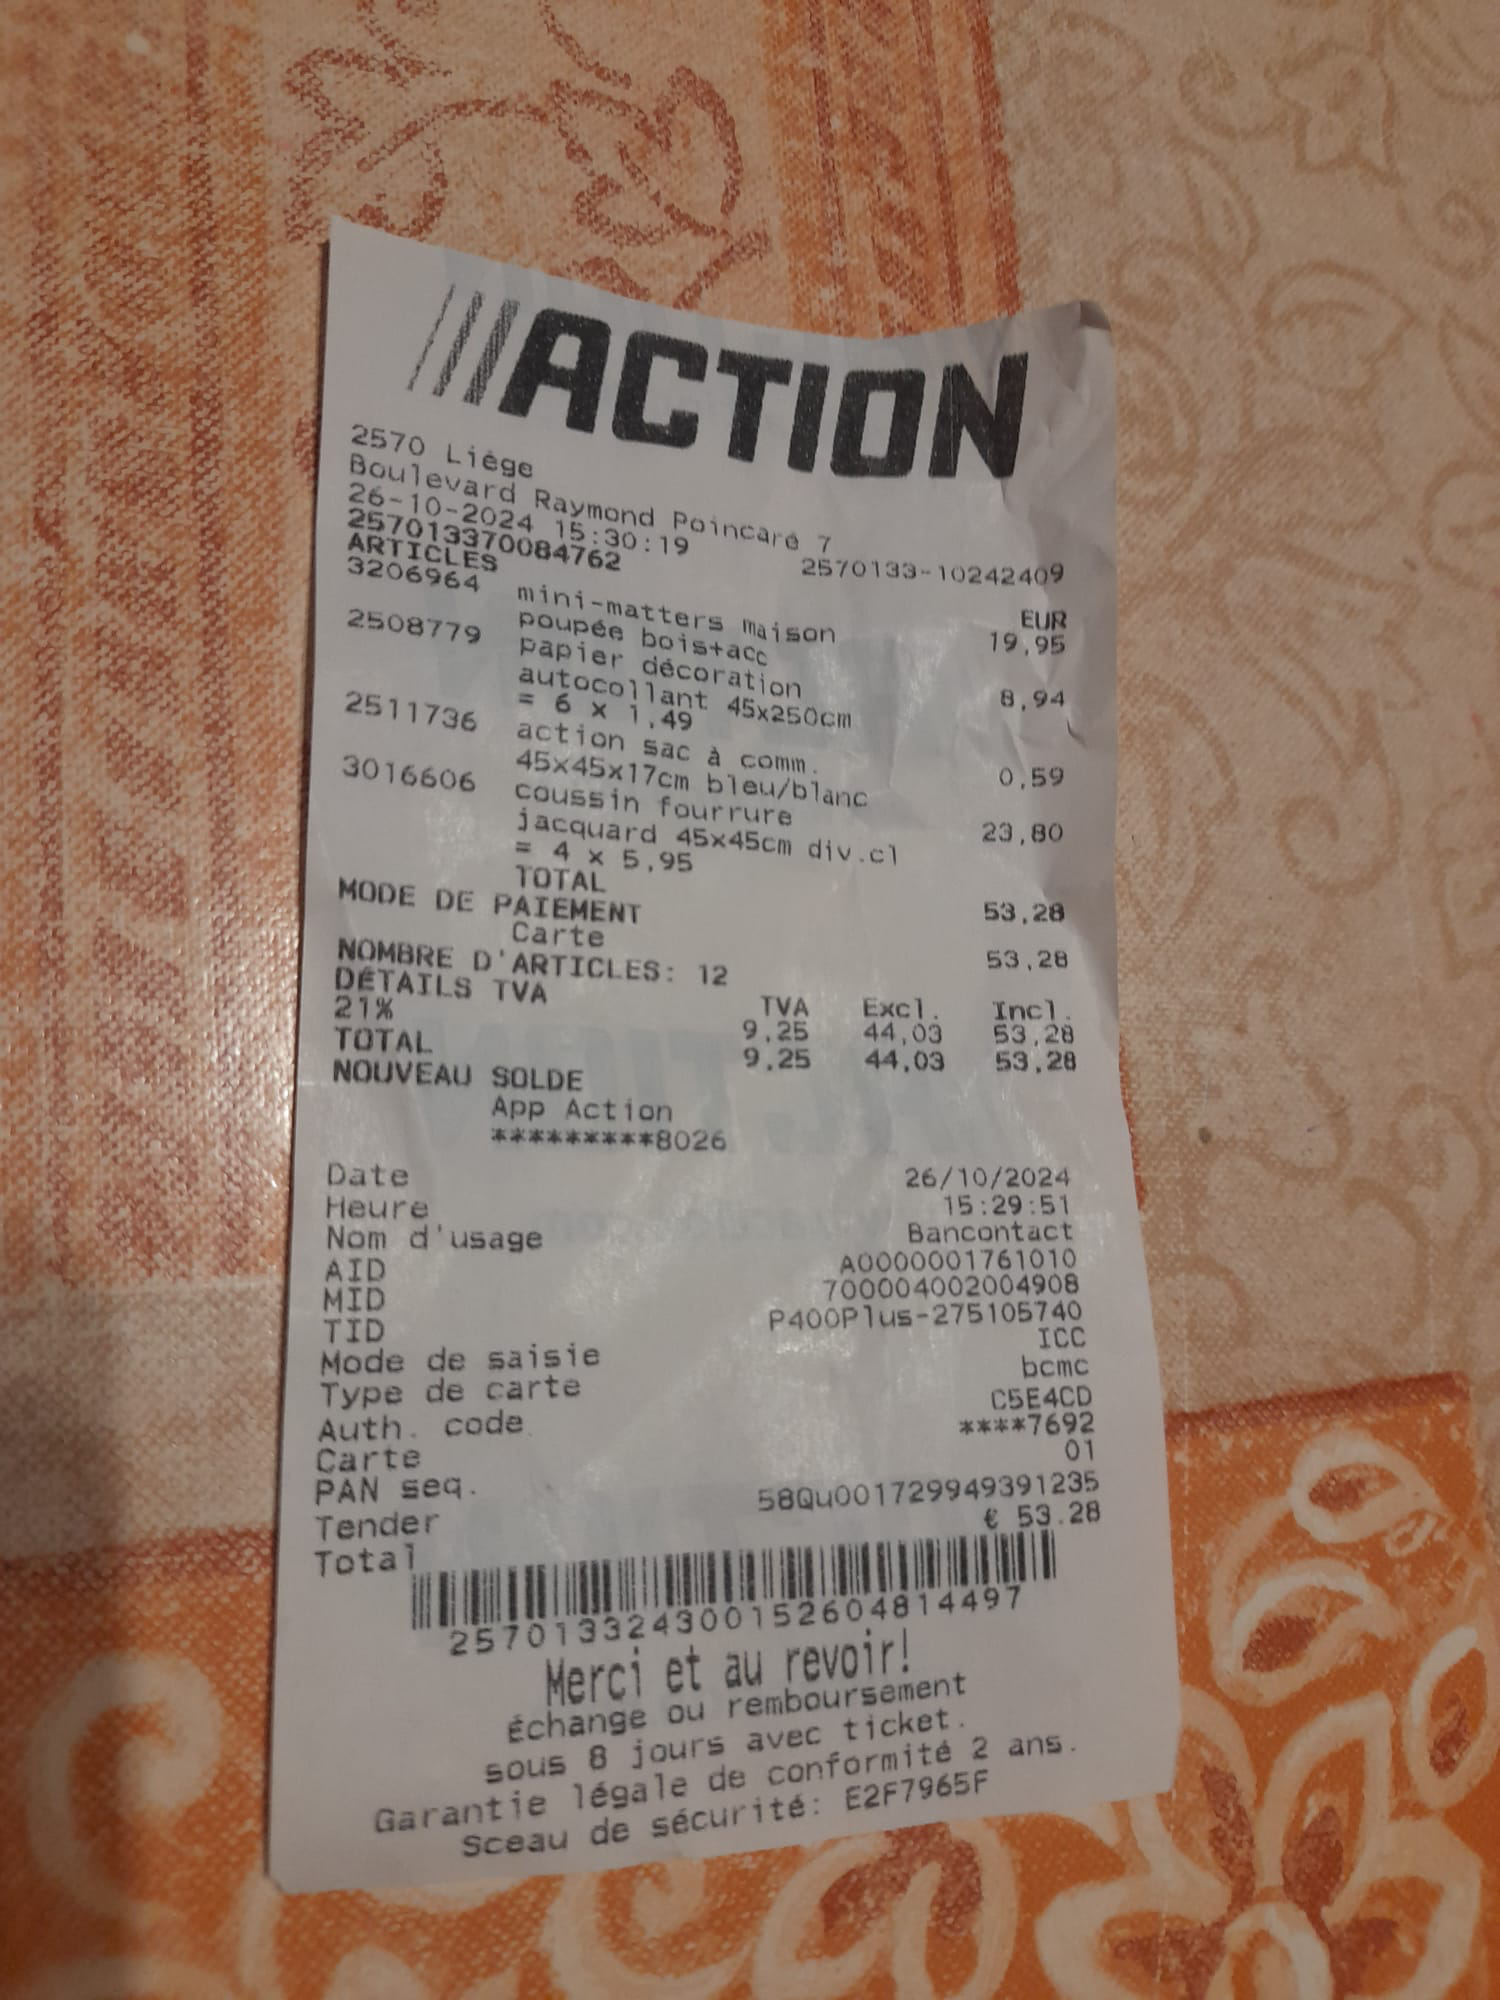 ACTION
2570 Liège
Boulevard Raymond Poincaré 7
26-10-2024 15:30:19
257013370084762 2570133-10242409
ARTICLES EUR
3206964 mini-matters maison 19,95
poupée bois+acc
2508779 papier décoration 8,94
autocollant 45x250cm
= 6 x 1,49
2511736 action sac à comm. 0,59
45x45x17cm bleu/blanc
3016606 coussin fourrure 23,80
jacquard 45x45cm div.cl
= 4 x 5,95
TOTAL 53,28
MODE DE PAIEMENT
Carte 53,28
NOMBRE D'ARTICLES: 12
DÉTAILS TVA TVA Excl. Incl.
21% 9,25 44,03 53,28
TOTAL 9,25 44,03 53,28
NOUVEAU SOLDE
App Action
*********8026
Date 26/10/2024
Heure 15:29:51
Nom d'usage Bancontact
AID A0000001761010
MID 700004002004908
TID P400Plus-275105740
Mode de saisie ICC
Type de carte bcmc
Auth. code C5E4CD
Carte ****7692
PAN seq. 01
Tender 58Qu001729949391235
Total € 53.28
257013324300152604814497
Merci et au revoir!
Échange ou remboursement
sous 8 jours avec ticket.
Garantie légale de conformité 2 ans.
Sceau de sécurité: E2F7965F